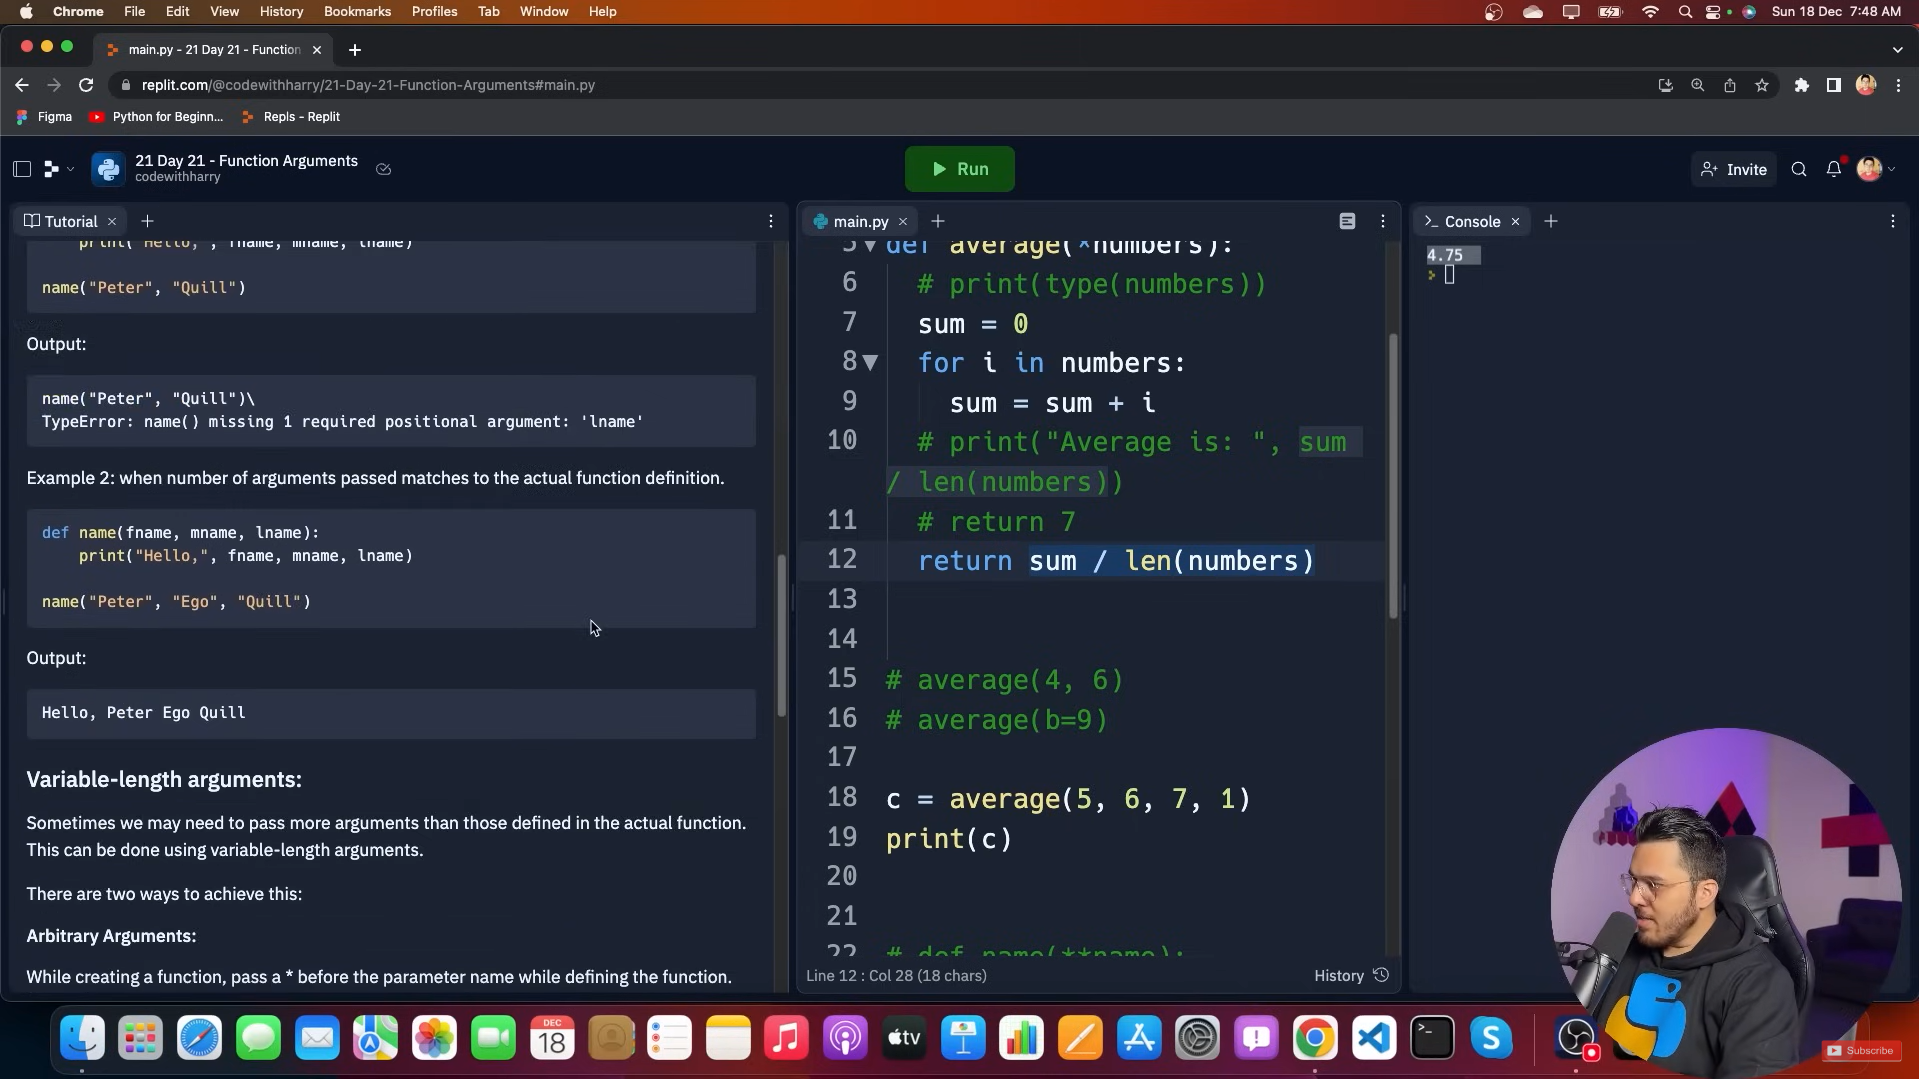 Chrome File Edit View History Bookmarks Profiles Tab Window Help Sun 18 Dec 7:48 AM
main.py - 21 Day 21 - Function
replit.com/@codewithharry/21-Day-21-Function-Arguments#main.py
Figma Python for Beginn... Repls - Replit
21 Day 21 - Function Arguments
codewithharry
Run
Invite
Tutorial
print("Hello,", fname, mname, lname)
name("Peter", "Quill")
Output:
name("Peter", "Quill")\
TypeError: name() missing 1 required positional argument: 'lname'
Example 2: when number of arguments passed matches to the actual function definition.
def name(fname, mname, lname):
print("Hello,", fname, mname, lname)
name("Peter", "Ego", "Quill")
Output:
Hello, Peter Ego Quill
Variable-length arguments:
Sometimes we may need to pass more arguments than those defined in the actual function.
This can be done using variable-length arguments.
There are two ways to achieve this:
Arbitrary Arguments:
While creating a function, pass a * before the parameter name while defining the function.
main.py
5 def average(*numbers):
6 # print(type(numbers))
7 sum = 0
8 for i in numbers:
9 sum = sum + i
10 # print("Average is: ", sum
/ len(numbers))
11 # return 7
12 return sum / len(numbers)
13
14
15 # average(4, 6)
16 # average(b=9)
17
18 c = average(5, 6, 7, 1)
19 print(c)
20
21
22 # def name(**name):
Line 12 : Col 28 (18 chars) History
Console
4.75
DEC
18
tv
Subscribe